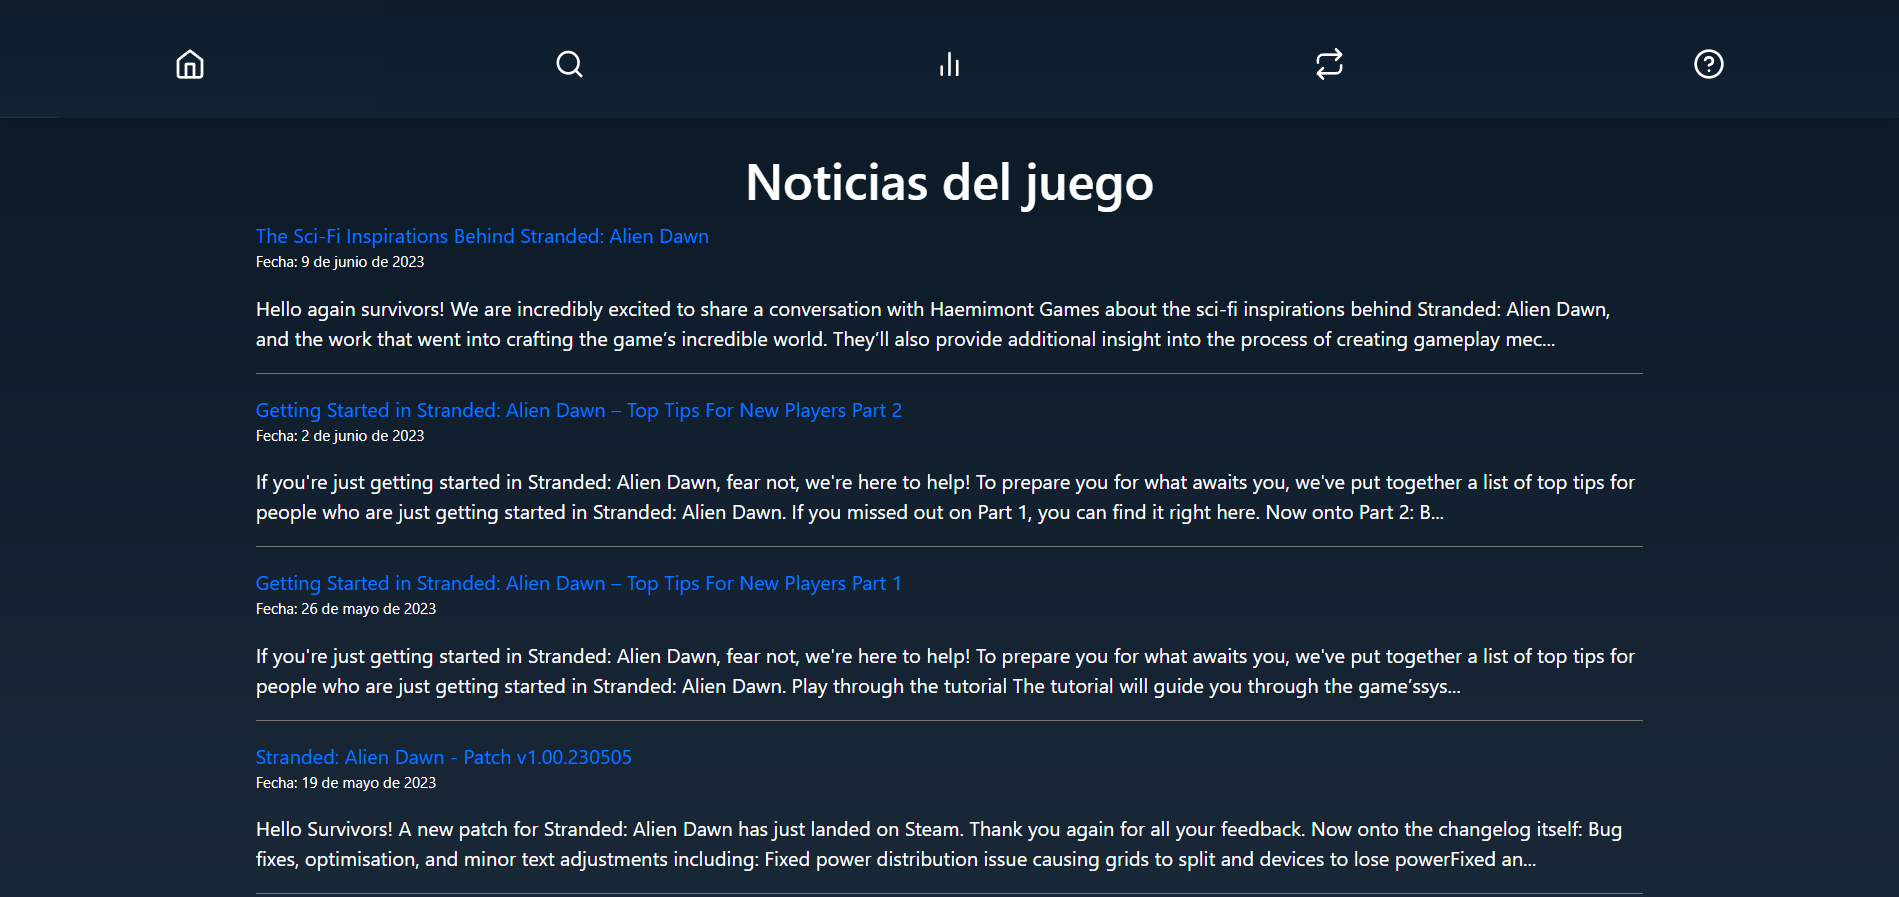 Noticias del juego
The Sci-Fi Inspirations Behind Stranded: Alien Dawn
Fecha: 9 de junio de 2023
Hello again survivors! We are incredibly excited to share a conversation with Haemimont Games about the sci-fi inspirations behind Stranded: Alien Dawn,
and the work that went into crafting the game’s incredible world. They’ll also provide additional insight into the process of creating gameplay mec...
Getting Started in Stranded: Alien Dawn – Top Tips For New Players Part 2
Fecha: 2 de junio de 2023
If you're just getting started in Stranded: Alien Dawn, fear not, we're here to help! To prepare you for what awaits you, we've put together a list of top tips for
people who are just getting started in Stranded: Alien Dawn. If you missed out on Part 1, you can find it right here. Now onto Part 2: B...
Getting Started in Stranded: Alien Dawn – Top Tips For New Players Part 1
Fecha: 26 de mayo de 2023
If you're just getting started in Stranded: Alien Dawn, fear not, we're here to help! To prepare you for what awaits you, we've put together a list of top tips for
people who are just getting started in Stranded: Alien Dawn. Play through the tutorial The tutorial will guide you through the game’ssys...
Stranded: Alien Dawn - Patch v1.00.230505
Fecha: 19 de mayo de 2023
Hello Survivors! A new patch for Stranded: Alien Dawn has just landed on Steam. Thank you again for all your feedback. Now onto the changelog itself: Bug
fixes, optimisation, and minor text adjustments including: Fixed power distribution issue causing grids to split and devices to lose powerFixed an...